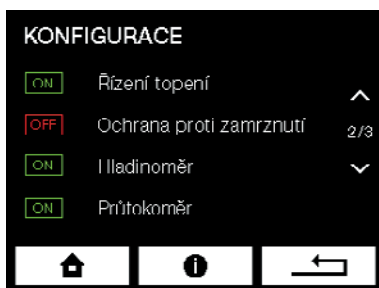 KONFIGURACE
ON Řízení topení
OFF Ochrana proti zamrznutí
2/3
ON Hladinoměr
ON Průtokoměr